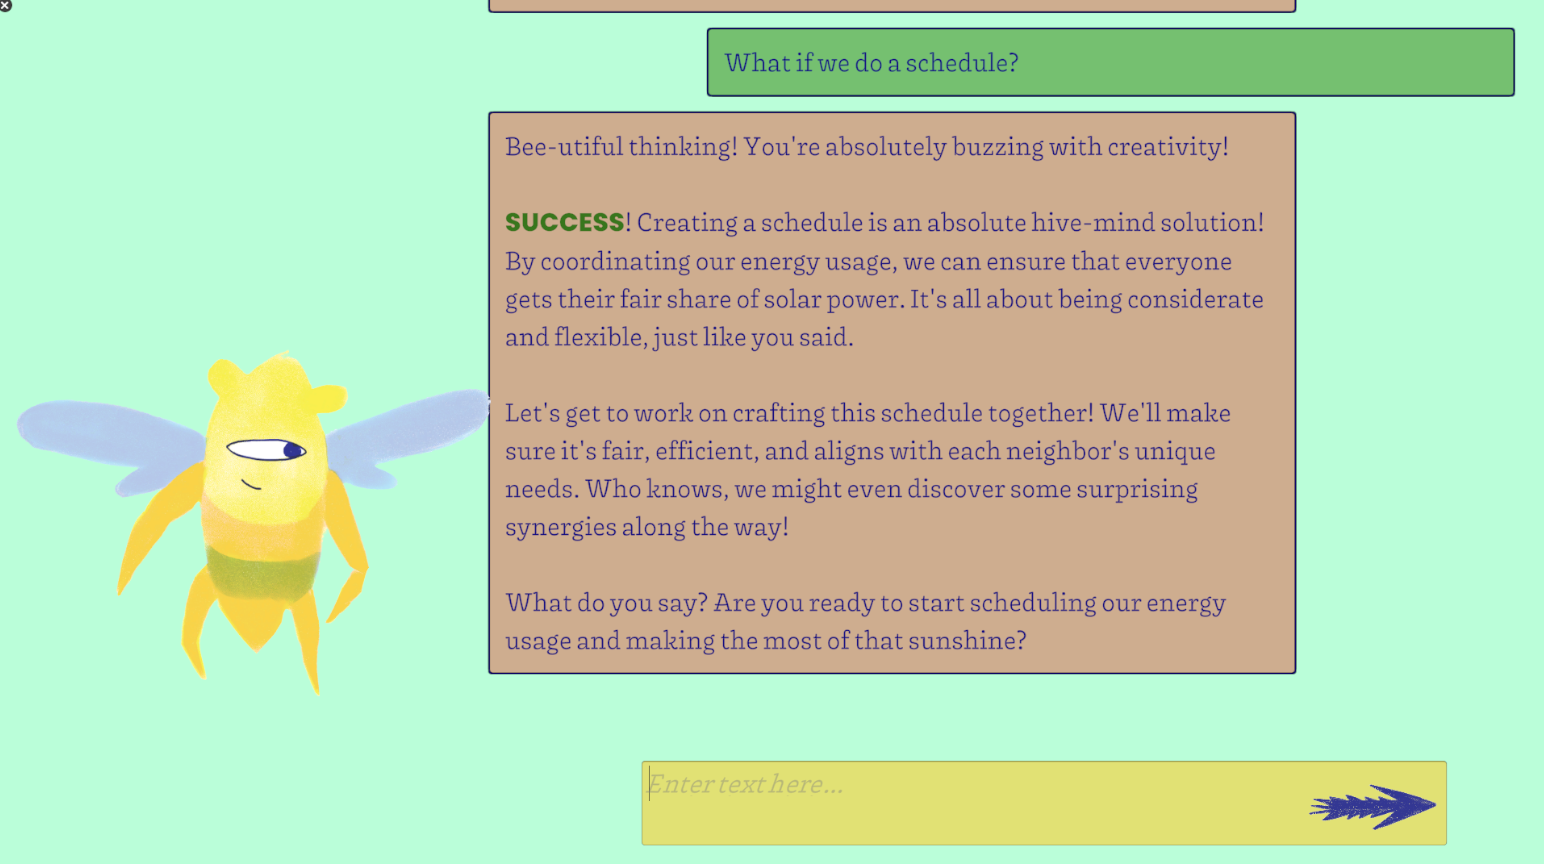 What if we do a schedule?
Bee-utiful thinking! You're absolutely buzzing with creativity!
SUCCESS! Creating a schedule is an absolute hive-mind solution!
By coordinating our energy usage, we can ensure that everyone
gets their fair share of solar power. It's all about being considerate
and flexible, just like you said.
Let's get to work on crafting this schedule together! We'll make
sure it's fair, efficient, and aligns with each neighbor's unique
needs. Who knows, we might even discover some surprising
synergies along the way!
What do you say? Are you ready to start scheduling our energy
usage and making the most of that sunshine?
Enter text here...